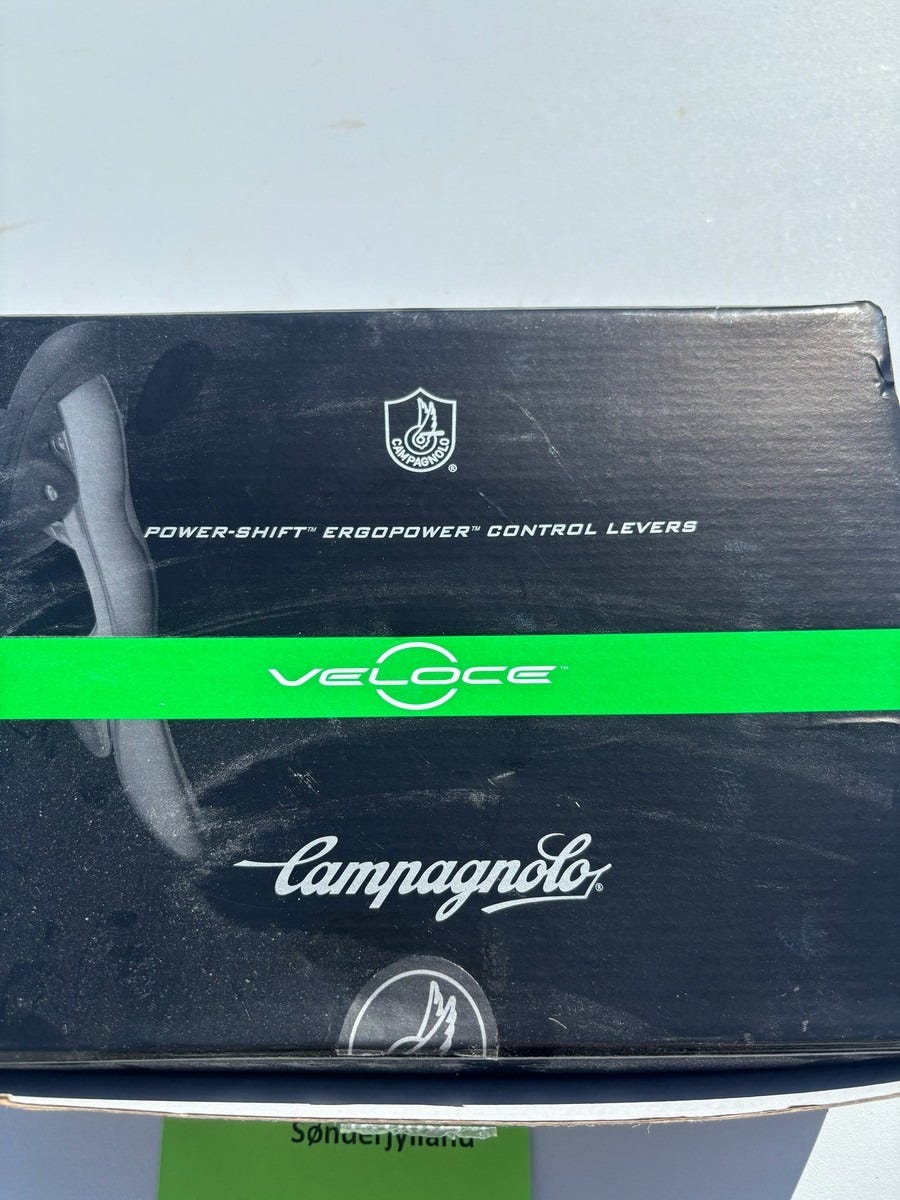 CAMPAGNOLO ®
POWER-SHIFT™ ERGOPOWER™ CONTROL LEVERS
VELOCE™
Campagnolo®
Sønderjylland